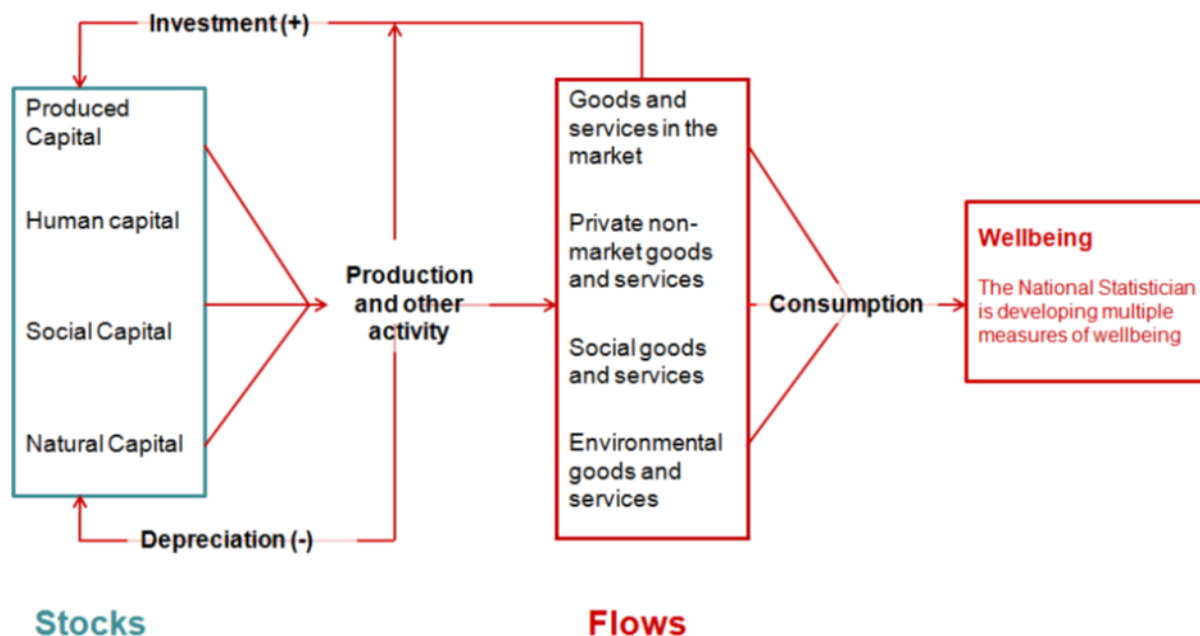 Investment (+)
Produced
Capital
Human capital
Social Capital
Natural Capital
Depreciation (-)
Production
and other
activity
Goods and
services in the
market
Private non-
market goods
and services
Social goods
and services
Environmental
goods and
services
Consumption
Wellbeing
The National Statistician
is developing multiple
measures of wellbeing
Stocks
Flows